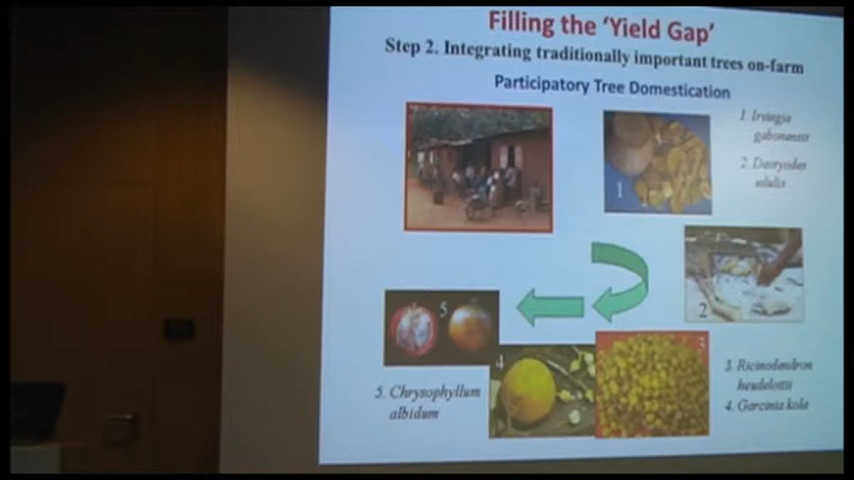 Filling the 'Yield Gap'
Step 2. Integrating traditionally important trees on-farm
Participatory Tree Domestication
1. Irvingia
gabonensis
2. Dacryodes
edulis
1
2
3
4
5
3. Ricinodendron
heudelotii
4. Garcinia kola
5. Chrysophyllum
albidum